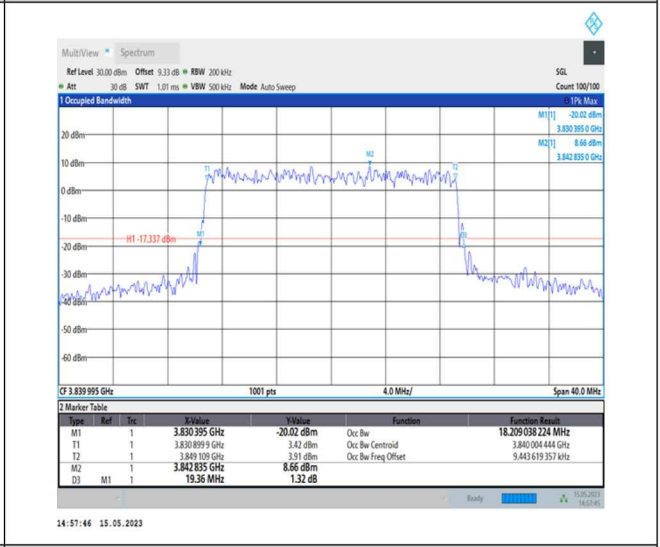 MultiView Spectrum
Ref Level 30.00 dBm Offset 9.33 dB RBW 200 kHz SGL
Att 30 dB SWT 1.01 ms VBW 500 kHz Mode Auto Sweep Count 100/100
1 Occupied Bandwidth 1Pk Max
M1[1] -20.02 dBm
3.830 395 0 GHz
M2[1] 8.66 dBm
3.842 835 0 GHz
20 dBm
M2
10 dBm
T1 T2
0 dBm
-10 dBm
M1
H1 -17.337 dBm
-20 dBm
-30 dBm
-40 dBm
-50 dBm
-60 dBm
CF 3.839 995 GHz 1001 pts 4.0 MHz/ Span 40.0 MHz
2 Marker Table
Type Ref Trc X-Value Y-Value Function Function Result
M1 1 3.830 395 GHz -20.02 dBm Occ Bw 18.209 038 224 MHz
T1 1 3.830 899 9 GHz 3.42 dBm Occ Bw Centroid 3.840 004 444 GHz
T2 1 3.849 109 GHz 3.91 dBm Occ Bw Freq Offset 9.443 619 357 kHz
M2 1 3.842 835 GHz 8.66 dBm
D3 M1 1 19.36 MHz 1.32 dB
Ready 15.05.2023
14:57:45
14:57:46 15.05.2023